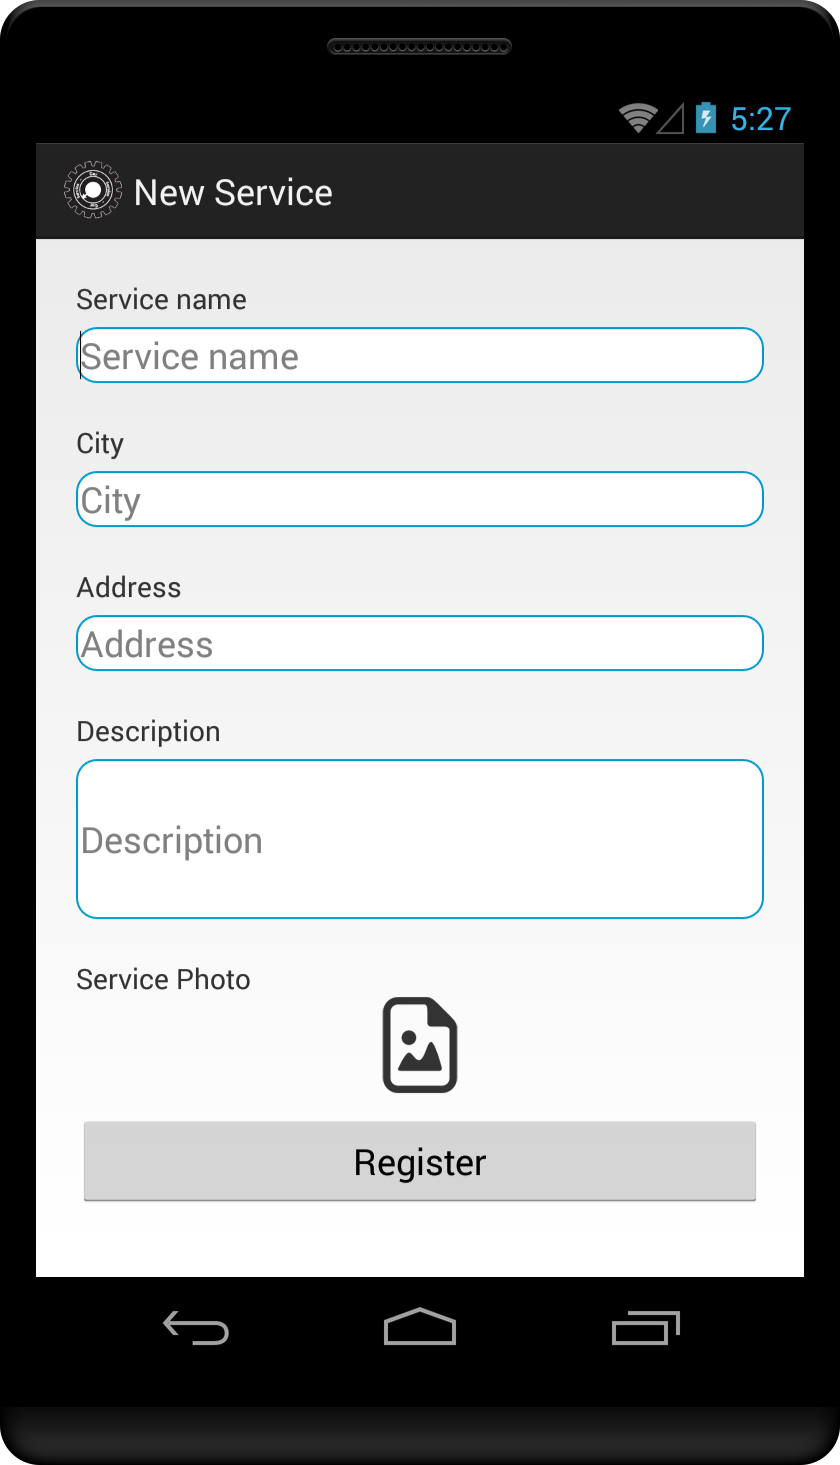 5:27
New Service
Service name
Service name
City
City
Address
Address
Description
Description
Service Photo
Register